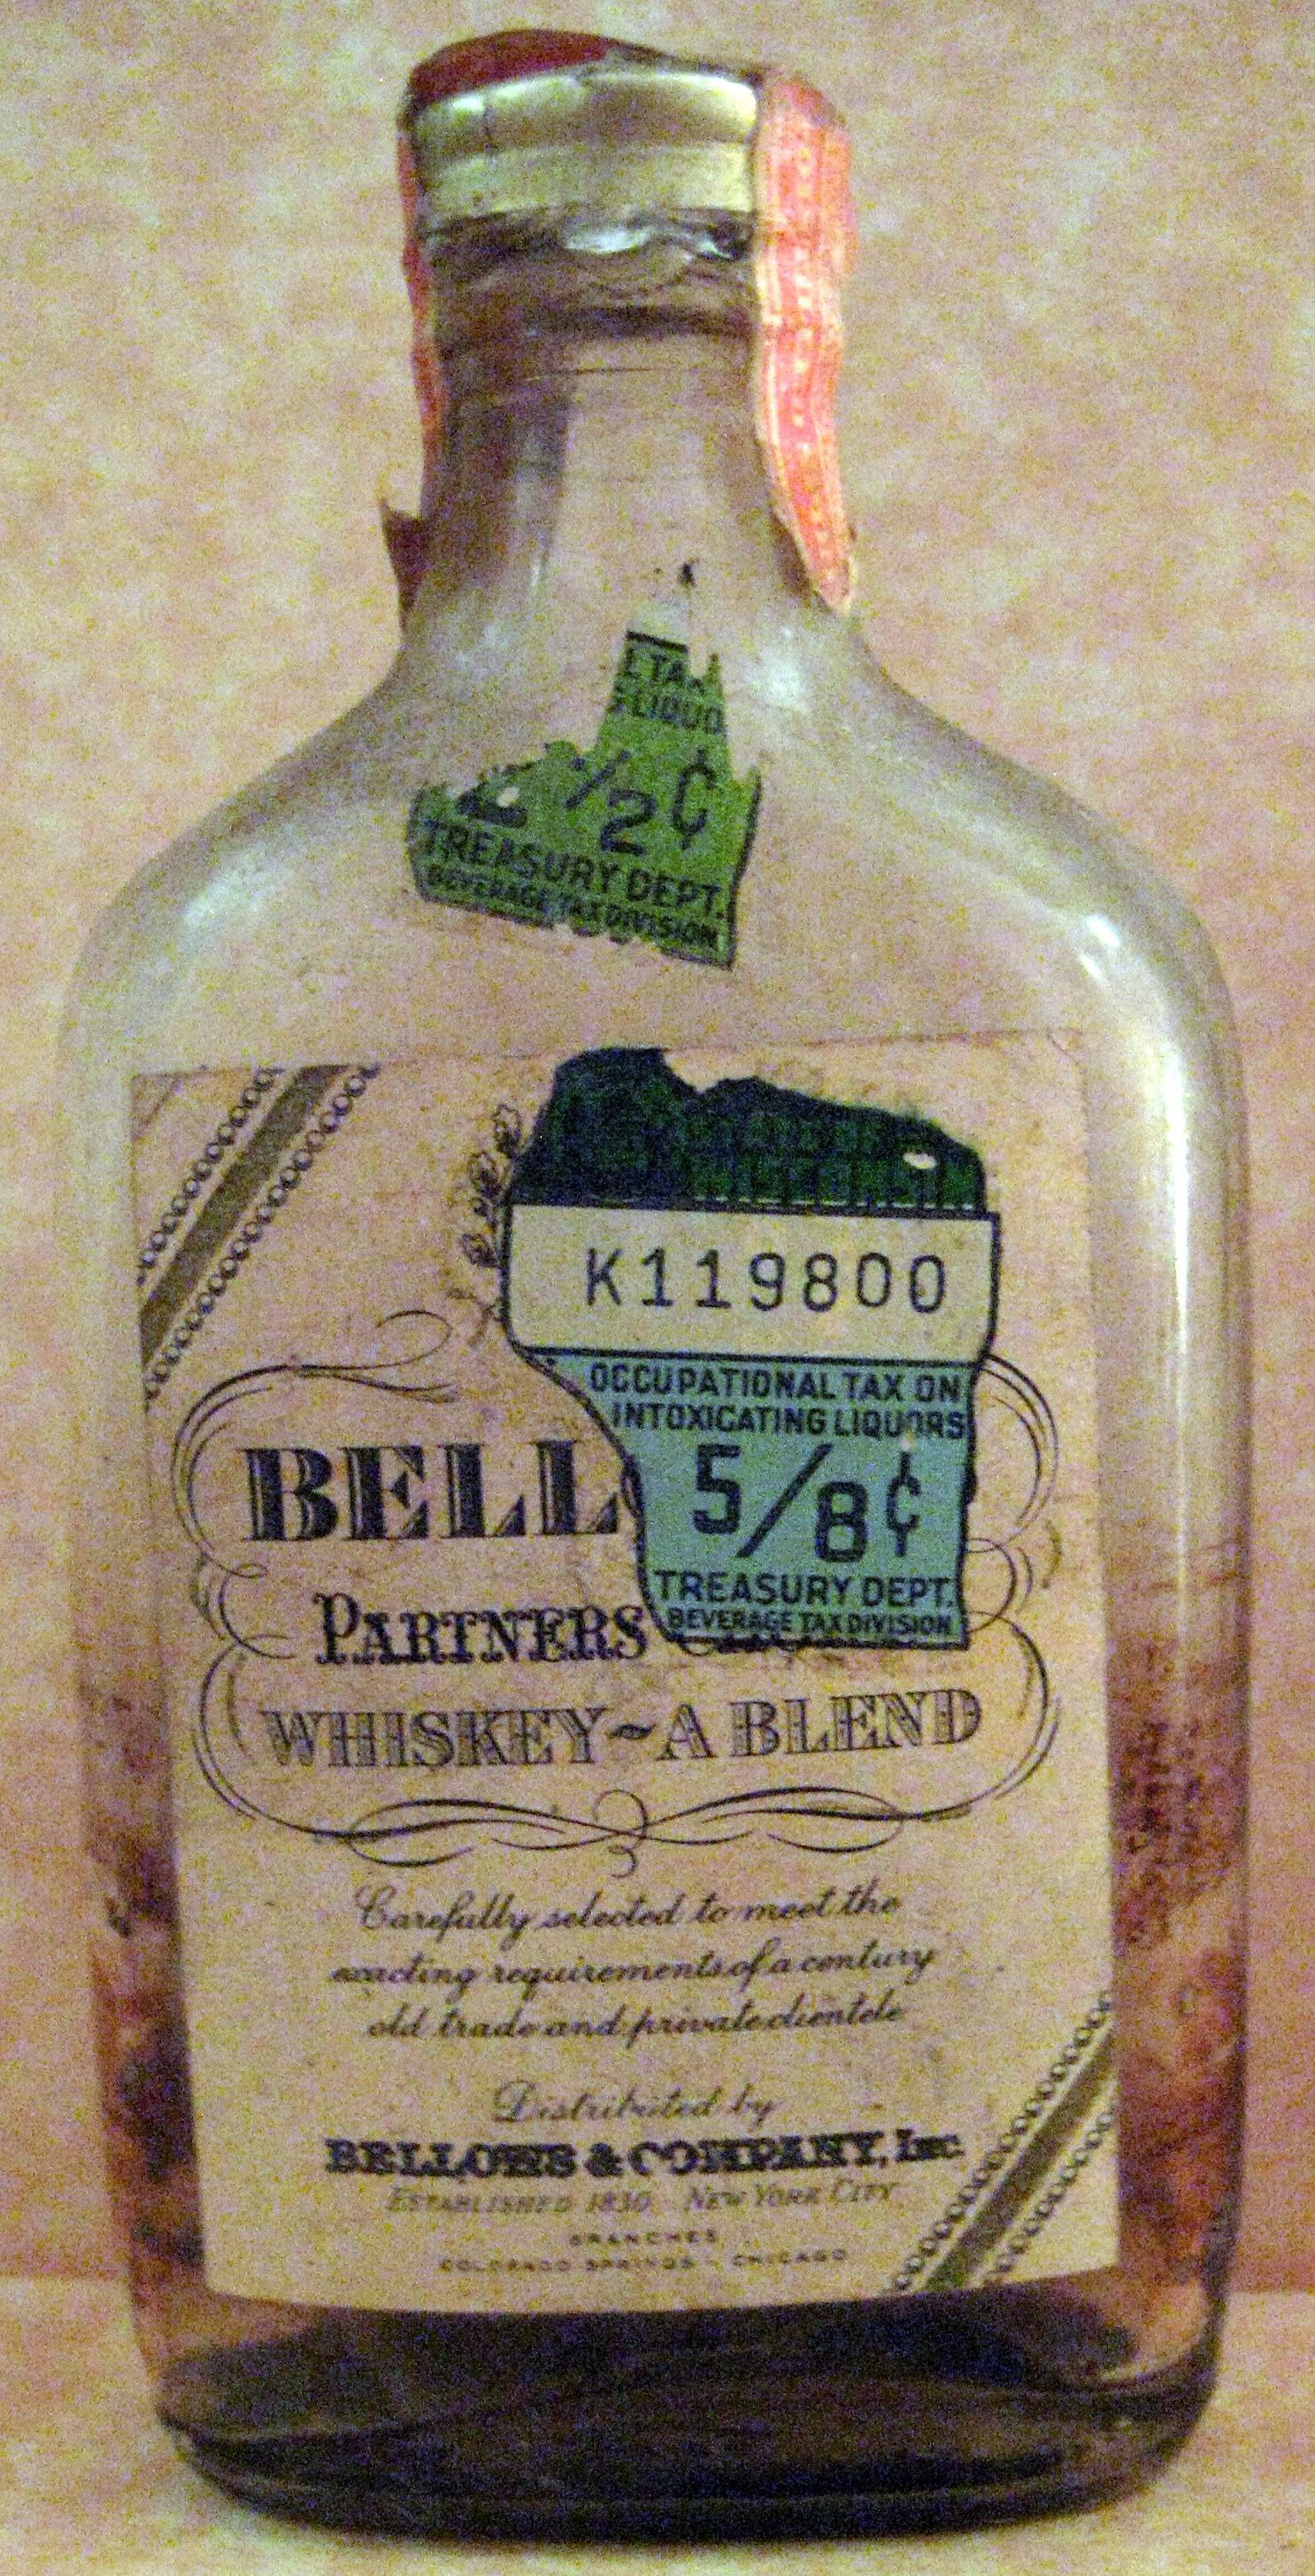 L TAX
F LIQUO
1/2¢
TREASURY DEPT.
BEVERAGE TAX DIVISION
K119800
OCCUPATIONAL TAX ON
INTOXICATING LIQUORS
5/8¢
TREASURY DEPT.
BEVERAGE TAX DIVISION
BELL
PARTNERS
WHISKEY~A BLEND
Carefully selected to meet the
exacting requirements of a century
old trade and private clientele
Distributed by
BELLOWS & COMPANY, Inc.
ESTABLISHED 1830 NEW YORK CITY
BRANCHES
COLORADO SPRINGS - CHICAGO